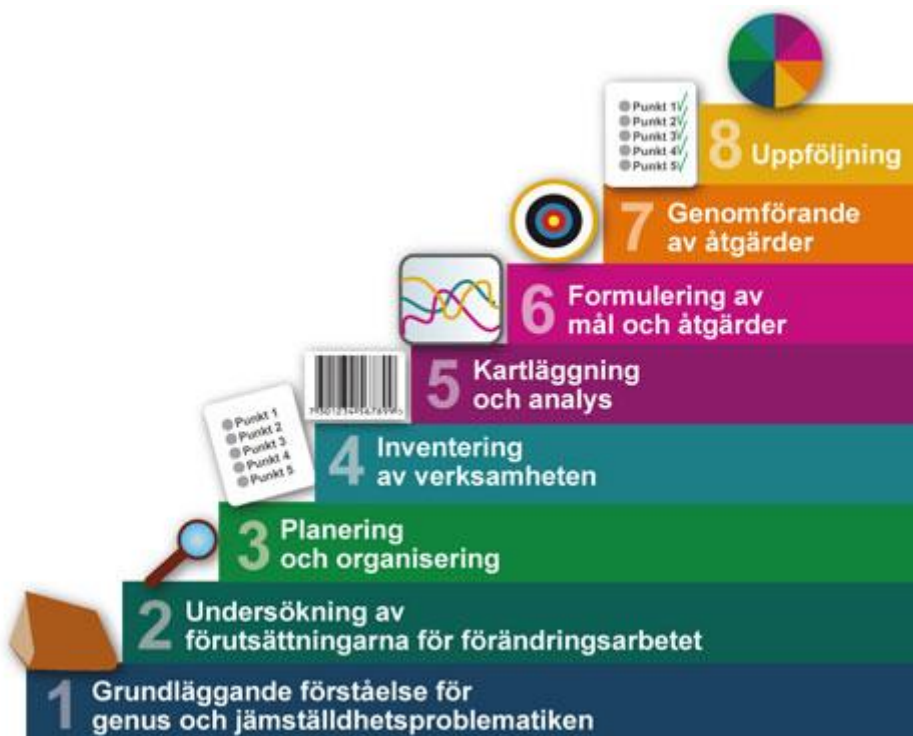 Punkt 1
Punkt 2
Punkt 3
Punkt 4
Punkt 5
8 Uppföljning
7 Genomförande
av åtgärder
6 Formulering av
mål och åtgärder
5 Kartläggning
och analys
Punkt 1
Punkt 2
Punkt 3
Punkt 4
Punkt 5
4 Inventering
av verksamheten
3 Planering
och organisering
2 Undersökning av
förutsättningarna för förändringsarbetet
1 Grundläggande förståelse för
genus och jämställdhetsproblematiken